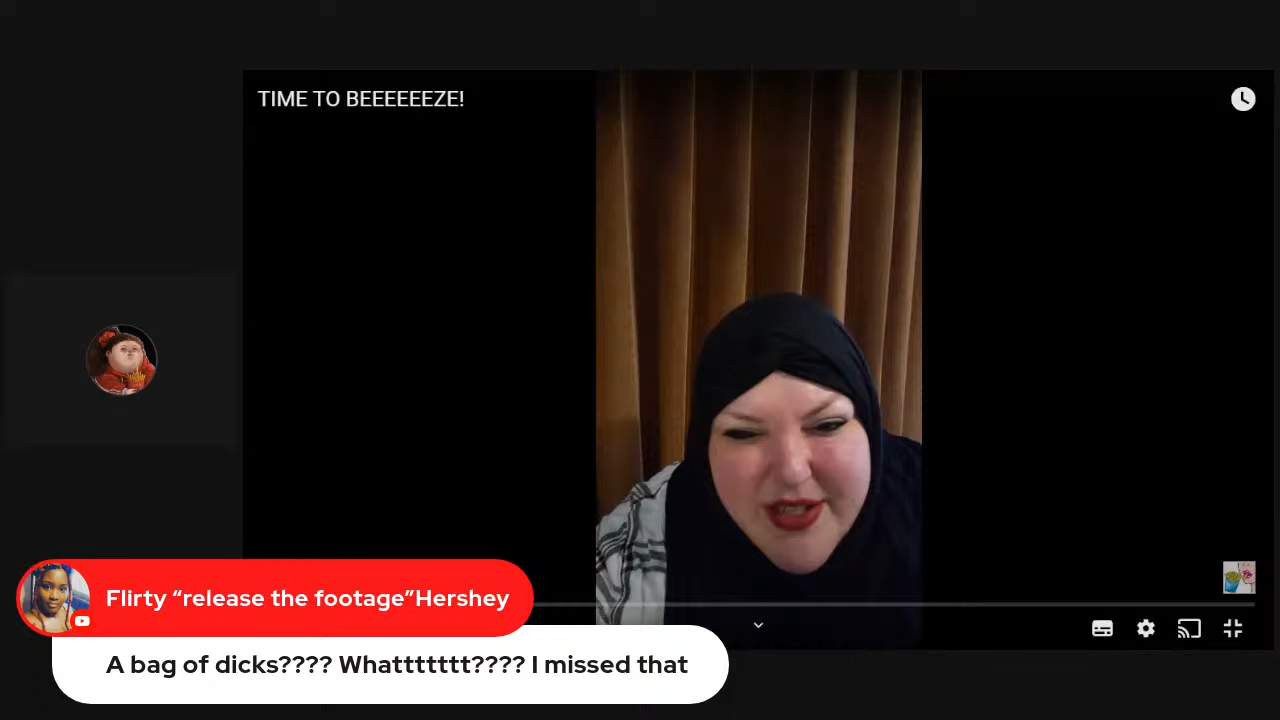 TIME TO BEEEEEEZE!
Flirty “release the footage”Hershey
A bag of dicks???? Whattttttt???? I missed that